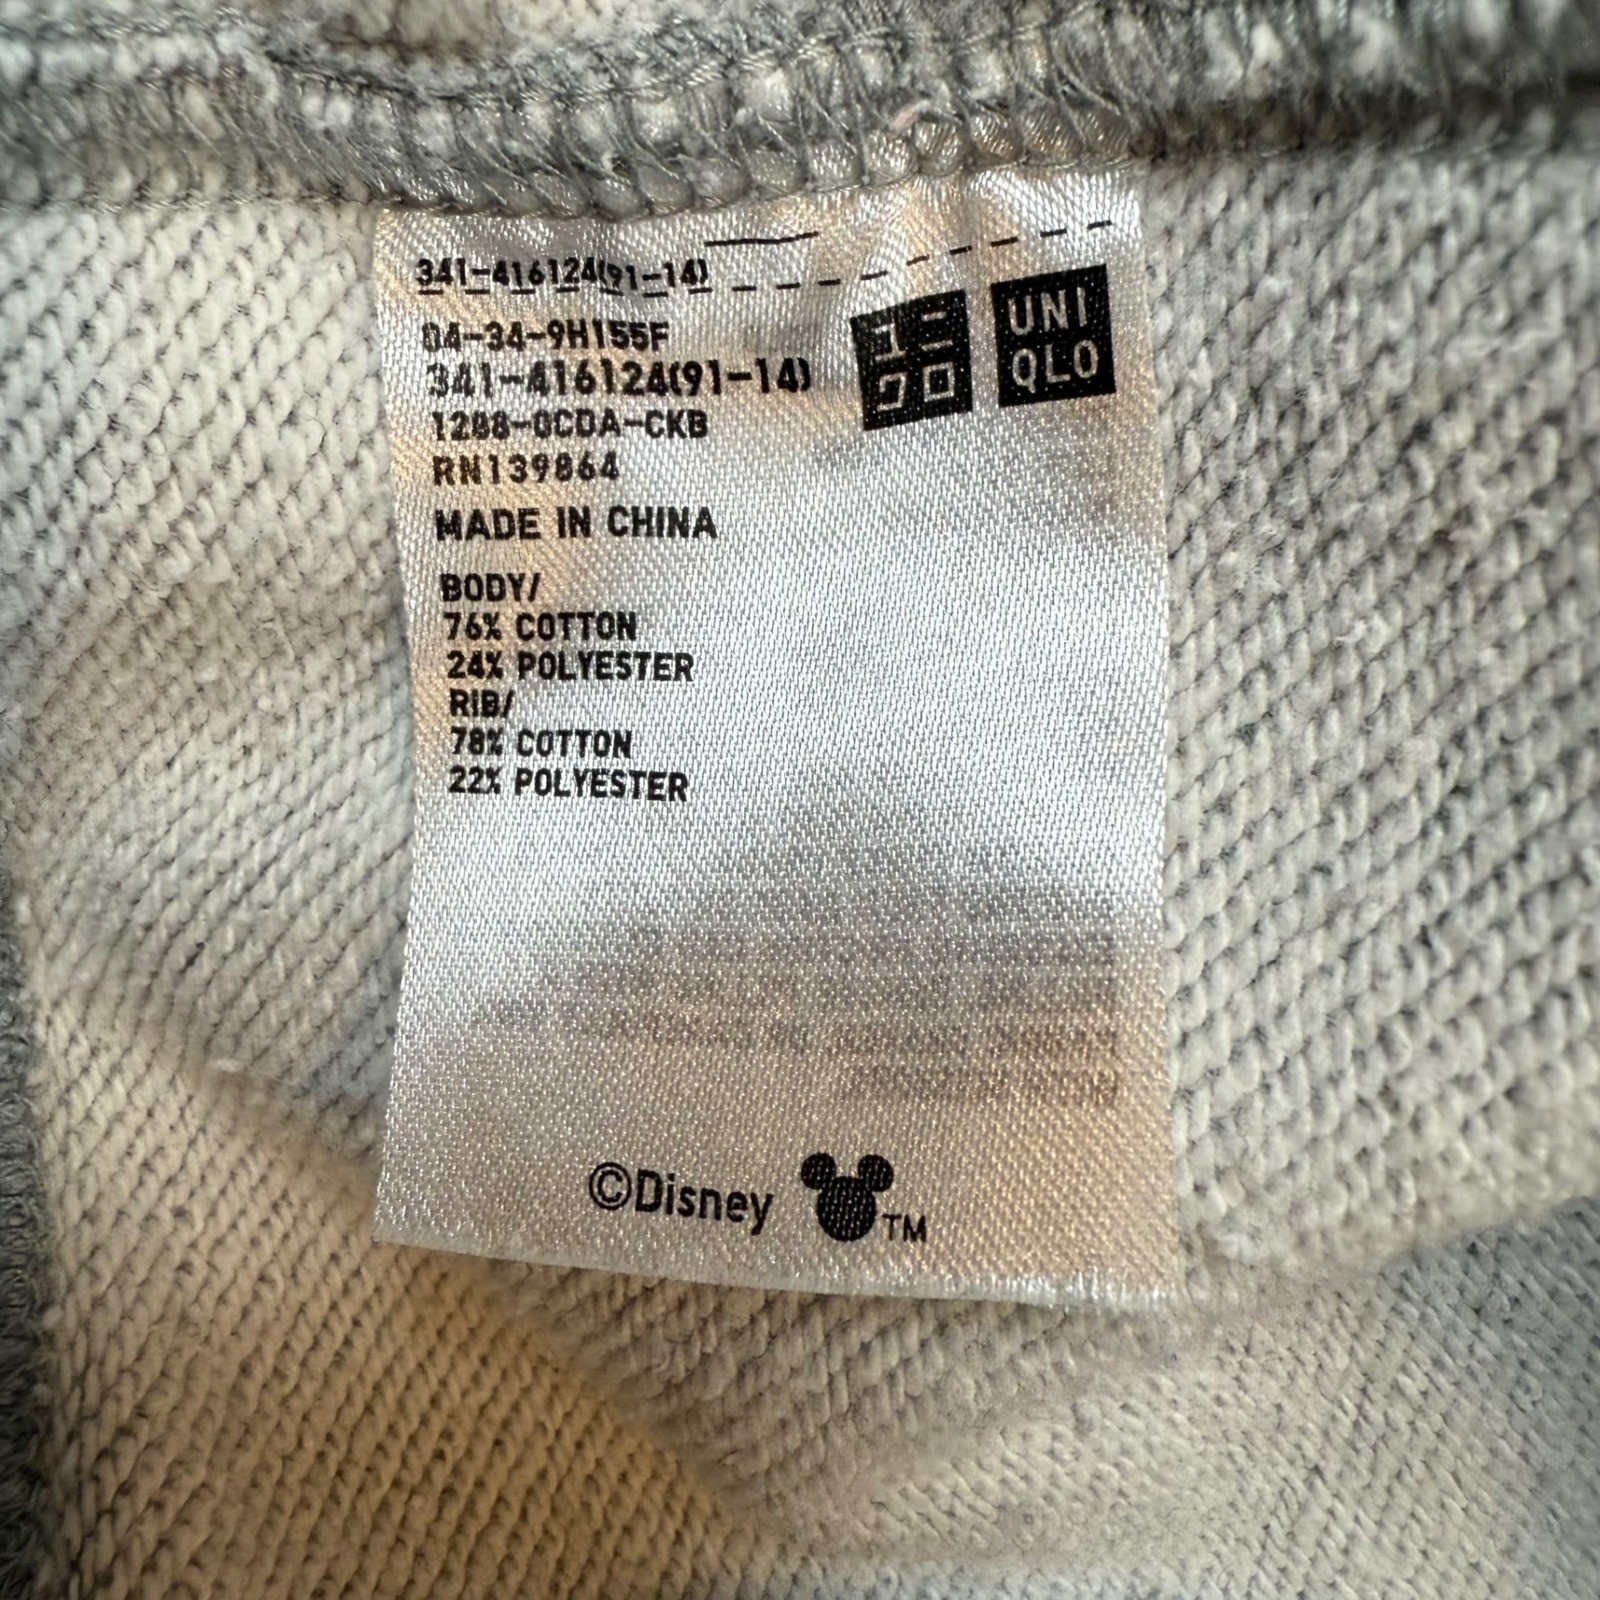 341-416124(91-14)
04-34-9H155F
341-416124(91-14)
1288-0CDA-CKB
RN139864
MADE IN CHINA
BODY/
76% COTTON
24% POLYESTER
RIB/
78% COTTON
22% POLYESTER
ユニ
クロ
UNI
QLO
©Disney TM